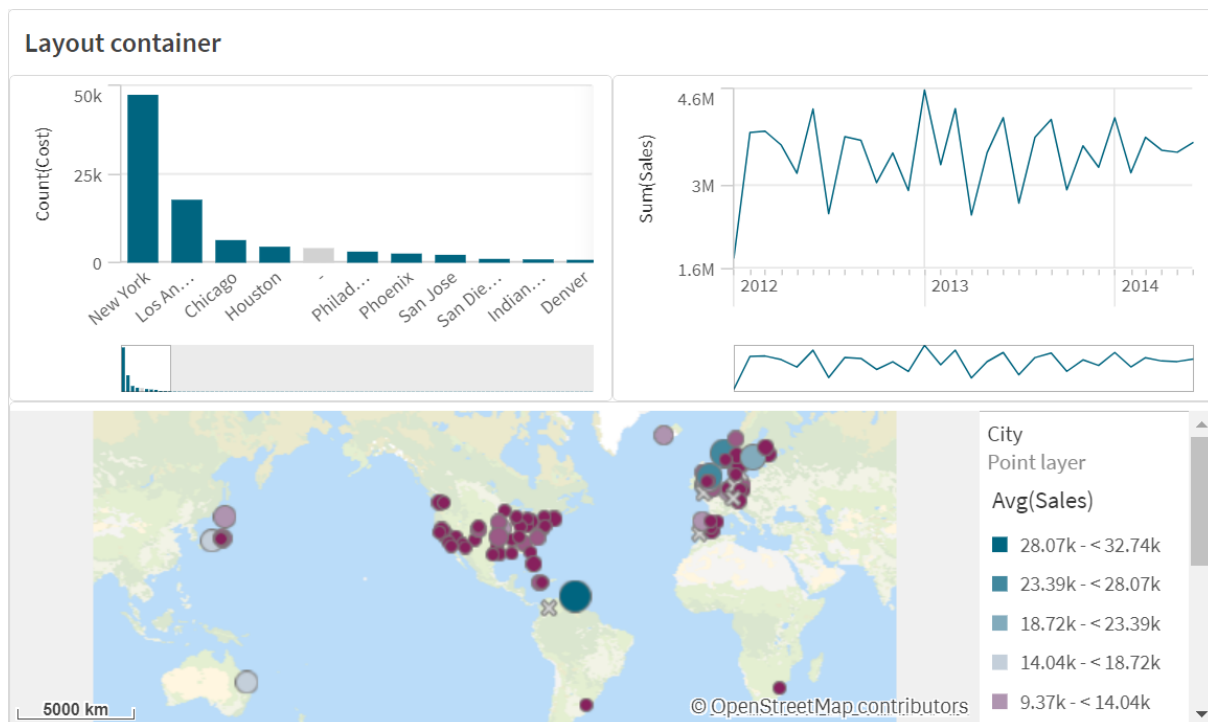 Layout container
50k
25k
0
Count(Cost)
New York
Los An...
Chicago
Houston
-
Philad...
Phoenix
San Jose
San Die...
Indian...
Denver
4.6M
3M
1.6M
Sum(Sales)
2012
2013
2014
5000 km
© OpenStreetMap contributors
City
Point layer
Avg(Sales)
28.07k - < 32.74k
23.39k - < 28.07k
18.72k - < 23.39k
14.04k - < 18.72k
9.37k - < 14.04k